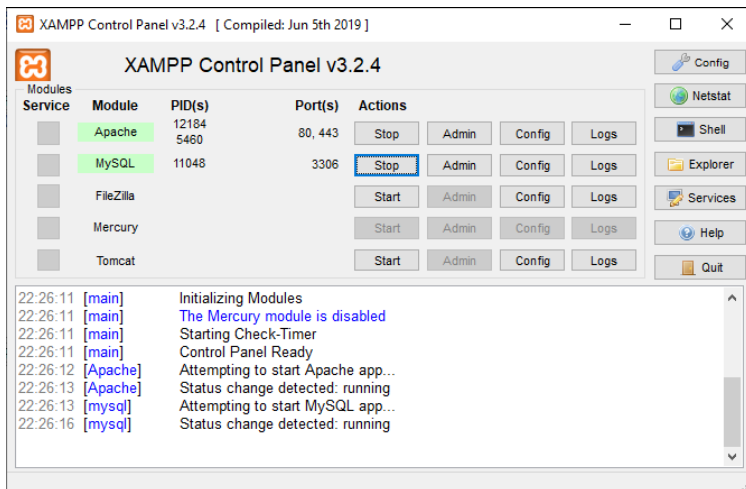 XAMPP Control Panel v3.2.4 [ Compiled: Jun 5th 2019 ]
XAMPP Control Panel v3.2.4
Config
Modules
Service Module PID(s) Port(s) Actions
Netstat
Apache 12184 5460 80, 443 Stop Admin Config Logs
Shell
MySQL 11048 3306 Stop Admin Config Logs
Explorer
FileZilla Start Admin Config Logs
Services
Mercury Start Admin Config Logs
Help
Tomcat Start Admin Config Logs
Quit
22:26:11 [main] Initializing Modules
22:26:11 [main] The Mercury module is disabled
22:26:11 [main] Starting Check-Timer
22:26:11 [main] Control Panel Ready
22:26:12 [Apache] Attempting to start Apache app...
22:26:13 [Apache] Status change detected: running
22:26:13 [mysql] Attempting to start MySQL app...
22:26:16 [mysql] Status change detected: running